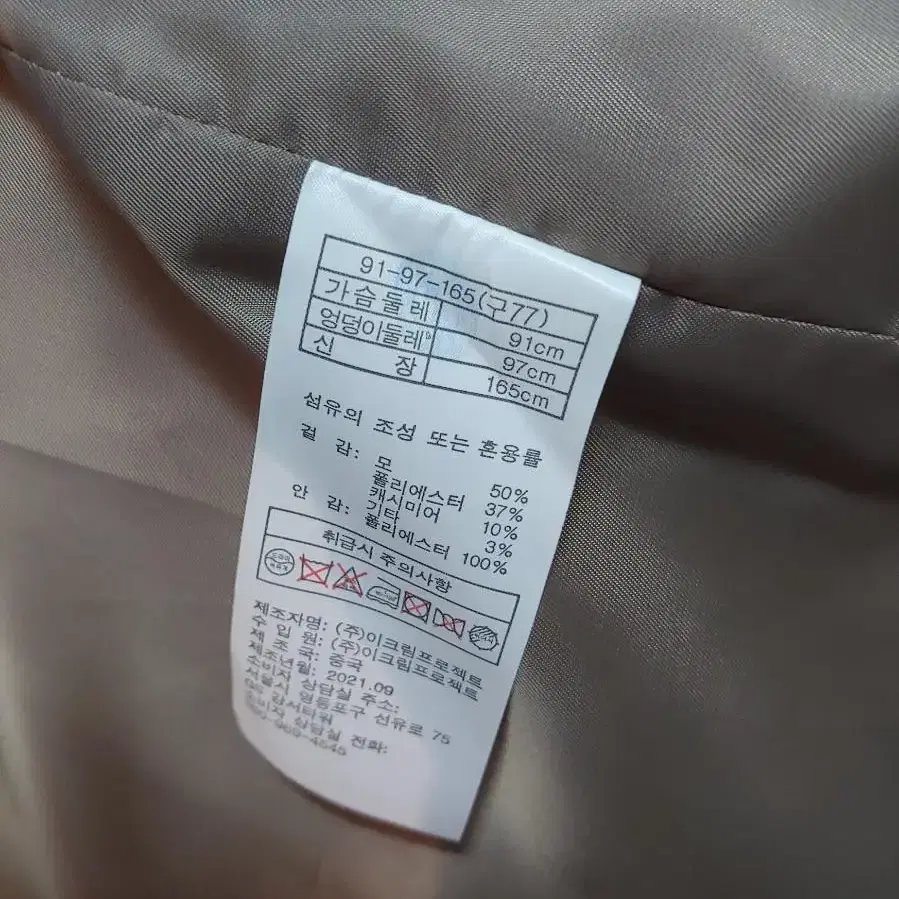 91-97-165(구77)
가슴둘레 91cm
엉덩이둘레 97cm
신 장 165cm
섬유의 조성 또는 혼용률
겉 감: 모 50%
폴리에스터 37%
캐시미어 10%
기타 3%
안 감: 폴리에스터 100%
취급시 주의사항
제조자명: (주)이크림프로젝트
수 입 원: (주)이크림프로젝트
제 조 국: 중국
제조년월: 2021.09
소비자 상담실 주소:
서울시 영등포구 선유로 75
강서타워
소비자 상담실 전화: